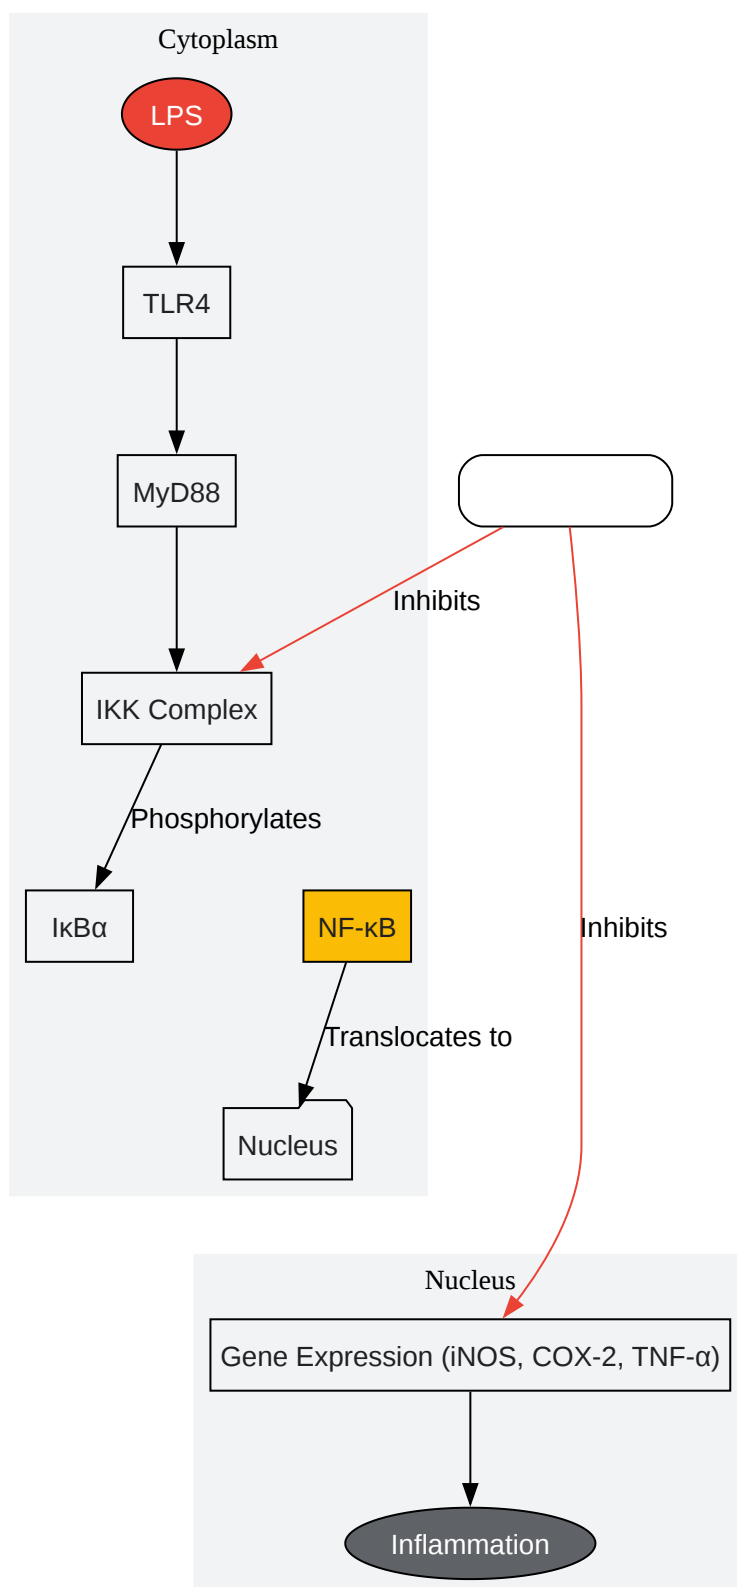 Cytoplasm
LPS
TLR4
MyD88
Inhibits
IKK Complex
Phosphorylates
IκBα
NF-κB
Inhibits
Translocates to
Nucleus
Nucleus
Gene Expression (iNOS, COX-2, TNF-α)
Inflammation